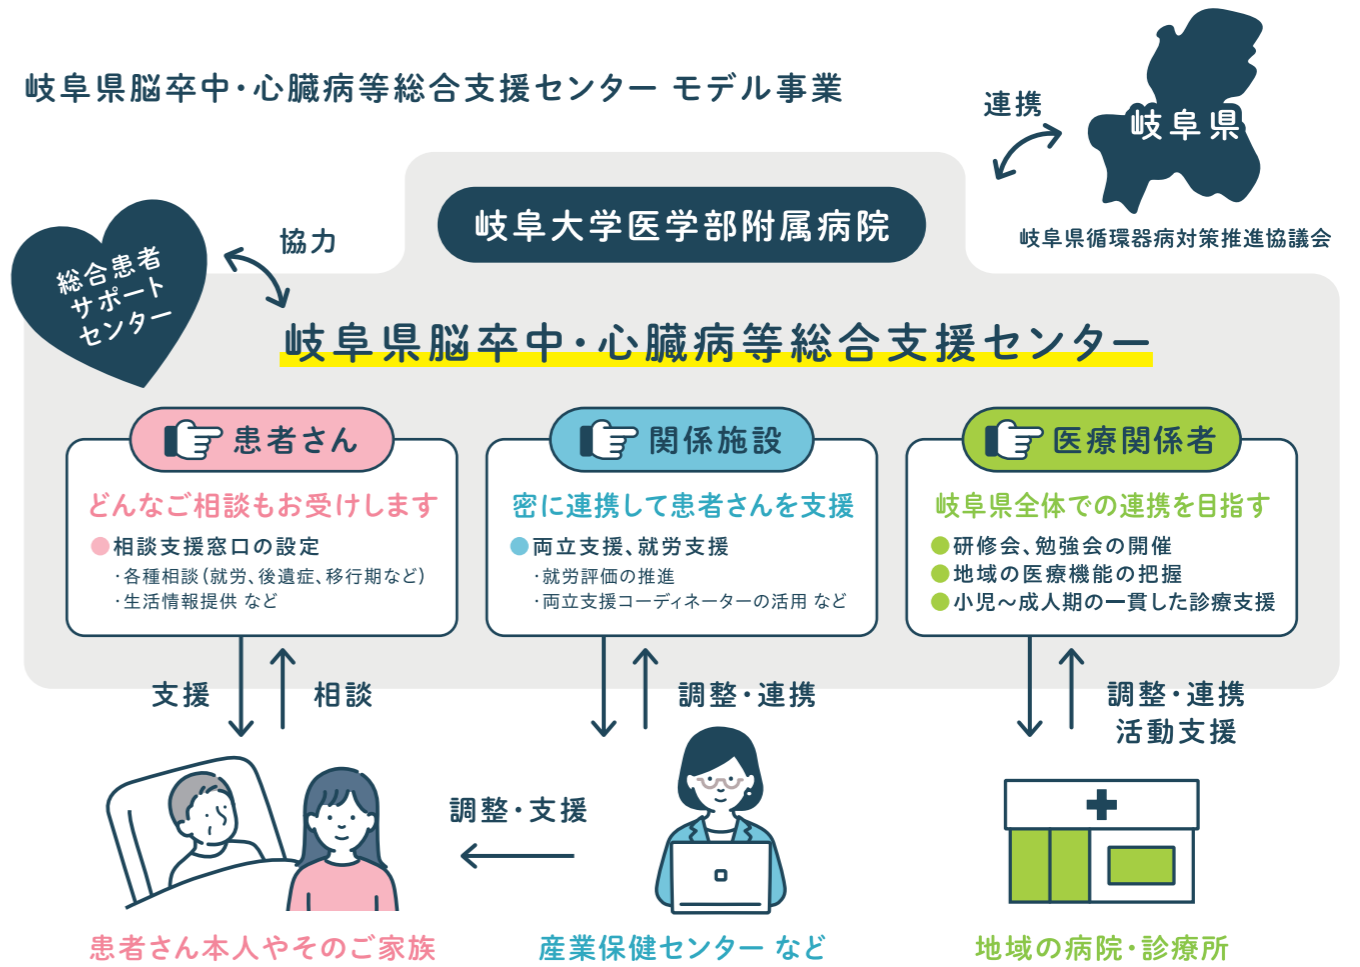 岐阜県脳卒中・心臓病等総合支援センター モデル事業
連携
岐阜県
岐阜県循環器病対策推進協議会
岐阜大学医学部附属病院
総合患者
サポート
センター
協力
岐阜県脳卒中・心臓病等総合支援センター
患者さん
どんなご相談もお受けします
●相談支援窓口の設定
・各種相談(就労、後遺症、移行期など)
・生活情報提供 など
関係施設
密に連携して患者さんを支援
●両立支援、就労支援
・就労評価の推進
・両立支援コーディネーターの活用 など
医療関係者
岐阜県全体での連携を目指す
●研修会、勉強会の開催
●地域の医療機能の把握
●小児～成人期の一貫した診療支援
支援
相談
調整・連携
調整・連携
活動支援
調整・支援
患者さん本人やそのご家族
産業保健センター など
地域の病院・診療所